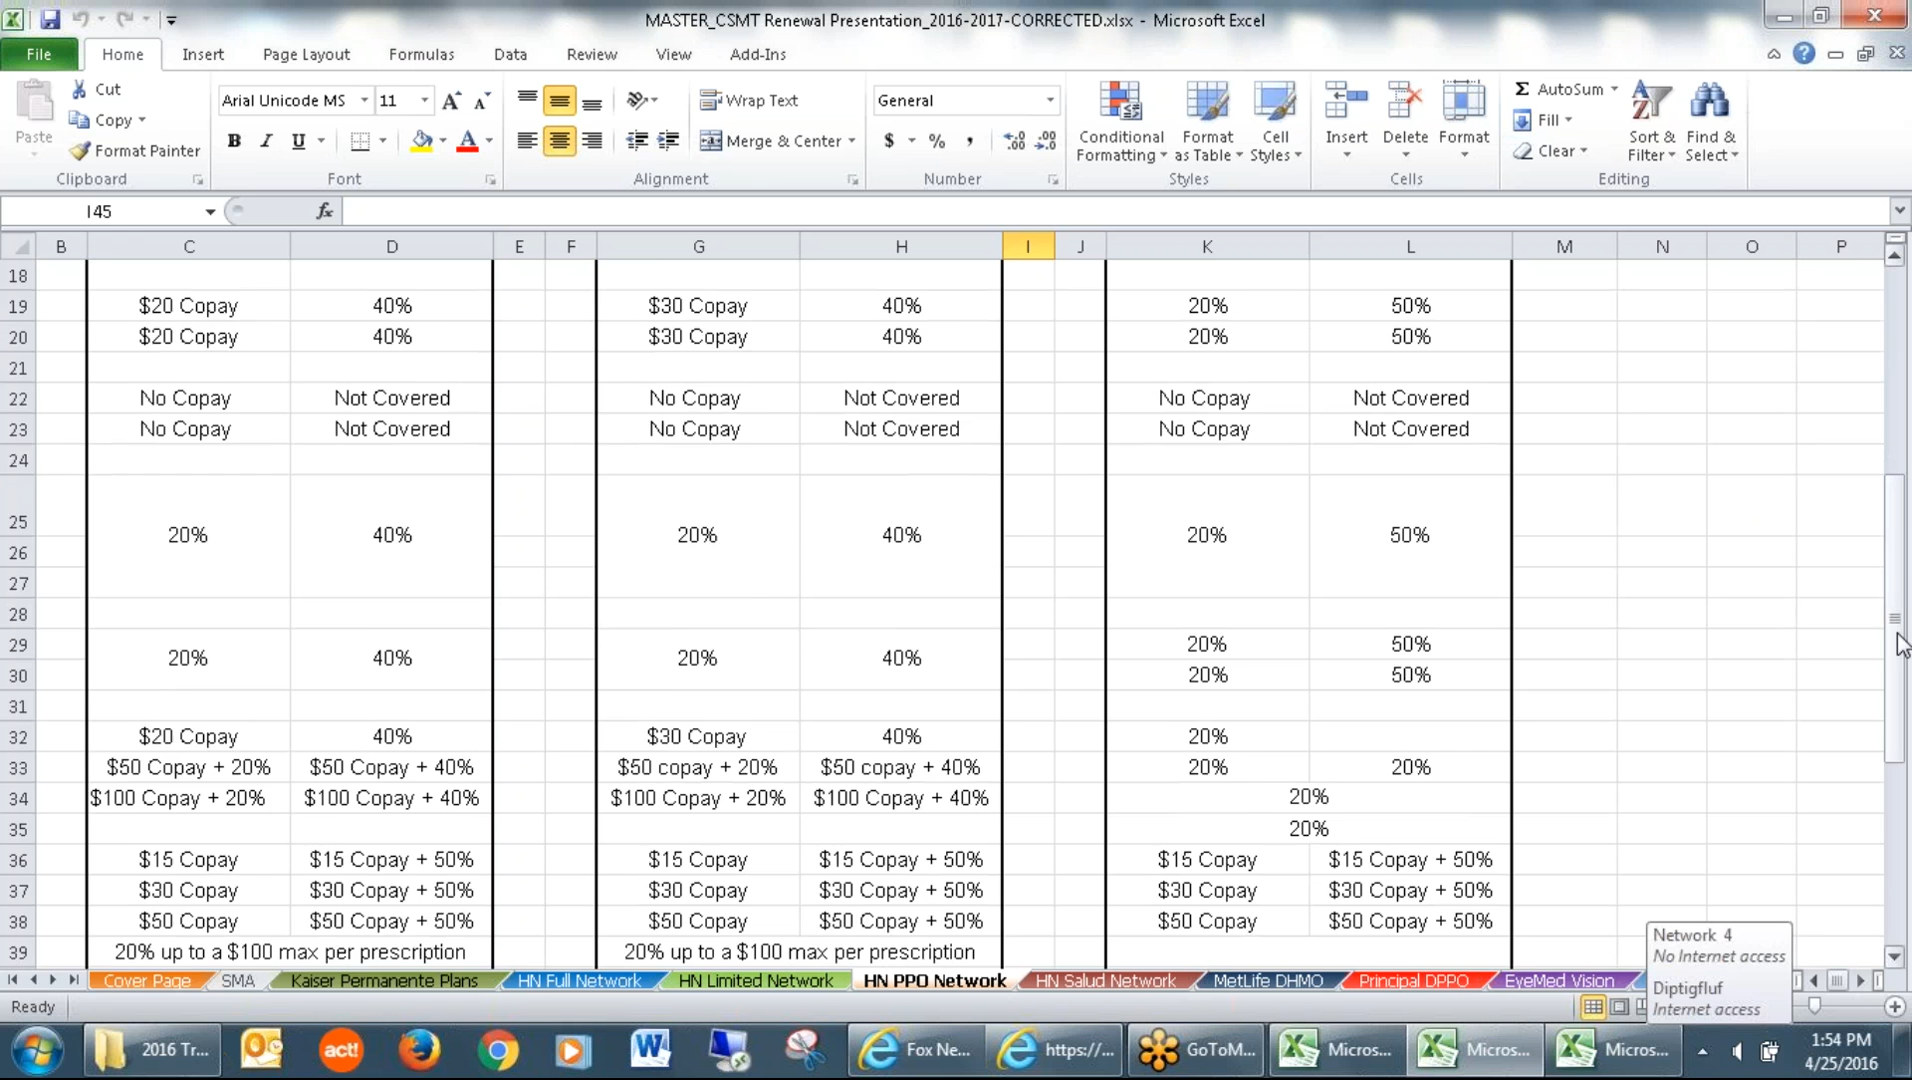 MASTER_CSMT Renewal Presentation_2016-2017-CORRECTED.xlsx - Microsoft Excel
File Home Insert Page Layout Formulas Data Review View Add-Ins
Paste Cut Copy Format Painter Clipboard
Arial Unicode MS 11 B I U Font
Wrap Text Merge & Center Alignment
General $ % , Number
Conditional Formatting Format as Table Cell Styles Styles
Insert Delete Format Cells
AutoSum Fill Clear Sort & Filter Find & Select Editing
I45 fx
B C D E F G H I J K L M N O P
18
19 $20 Copay 40% $30 Copay 40% 20% 50%
20 $20 Copay 40% $30 Copay 40% 20% 50%
21
22 No Copay Not Covered No Copay Not Covered No Copay Not Covered
23 No Copay Not Covered No Copay Not Covered No Copay Not Covered
24
25 20% 40% 20% 40% 20% 50%
26
27
28
29 20% 40% 20% 40% 20% 50%
30 20% 50%
31
32 $20 Copay 40% $30 Copay 40% 20%
33 $50 Copay + 20% $50 Copay + 40% $50 copay + 20% $50 copay + 40% 20% 20%
34 $100 Copay + 20% $100 Copay + 40% $100 Copay + 20% $100 Copay + 40% 20%
35 20%
36 $15 Copay $15 Copay + 50% $15 Copay $15 Copay + 50% $15 Copay $15 Copay + 50%
37 $30 Copay $30 Copay + 50% $30 Copay $30 Copay + 50% $30 Copay $30 Copay + 50%
38 $50 Copay $50 Copay + 50% $50 Copay $50 Copay + 50% $50 Copay $50 Copay + 50%
39 20% up to a $100 max per prescription 20% up to a $100 max per prescription
Network 4
No Internet access
Diptigfluf
Internet access
Cover Page SMA Kaiser Permanente Plans HN Full Network HN Limited Network HN PPO Network HN Salud Network MetLife DHMO Principal DPPO EyeMed Vision
Ready
2016 Tr... act! Fox Ne... https://... GoToM... Micros... Micros... Micros...
1:54 PM
4/25/2016